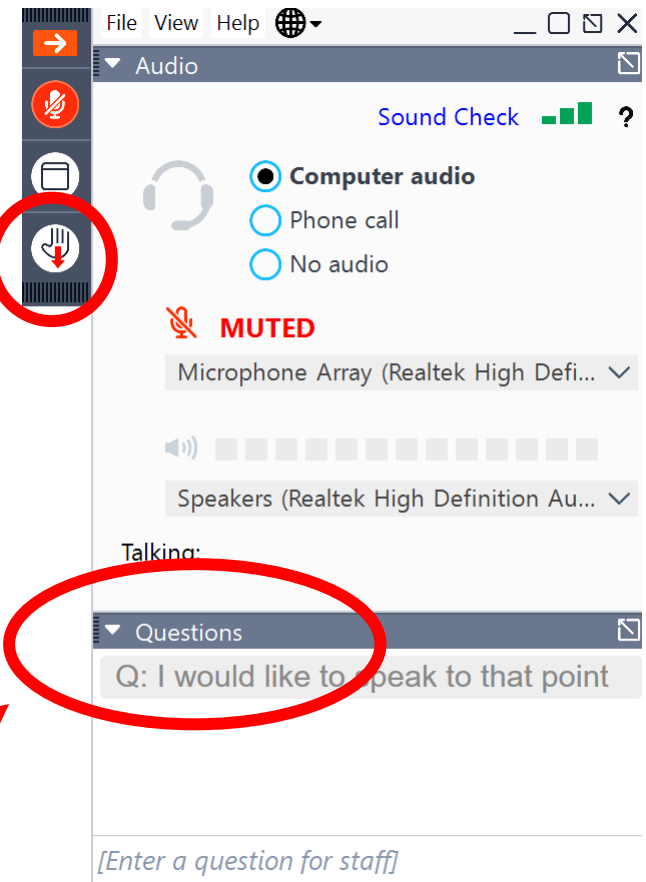 File View Help
Audio
Sound Check ?
Computer audio
Phone call
No audio
MUTED
Microphone Array (Realtek High Defi...
Speakers (Realtek High Definition Au...
Talking:
Questions
Q: I would like to speak to that point
[Enter a question for staff]